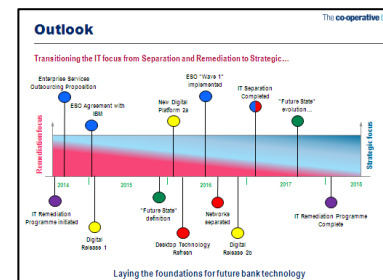 The co-operative b
Outlook
Transitioning the IT focus from Separation and Remediation to Strategic...
Enterprise Services
Outsourcing Proposition
ESO Agreement with
IBM
New Digital
Platform 2a
ESO "Wave 1"
implemented
IT Separation
Completed
"Future State"
evolution...
Remediation focus
Strategic focus
2014
2015
2016
2017
2018
IT Remediation
Programme initiated
Digital
Release 1
"Future State"
definition
Desktop Technology
Refresh
Networks
separated
Digital
Release 2b
IT Remediation Programme
Complete
Laying the foundations for future bank technology